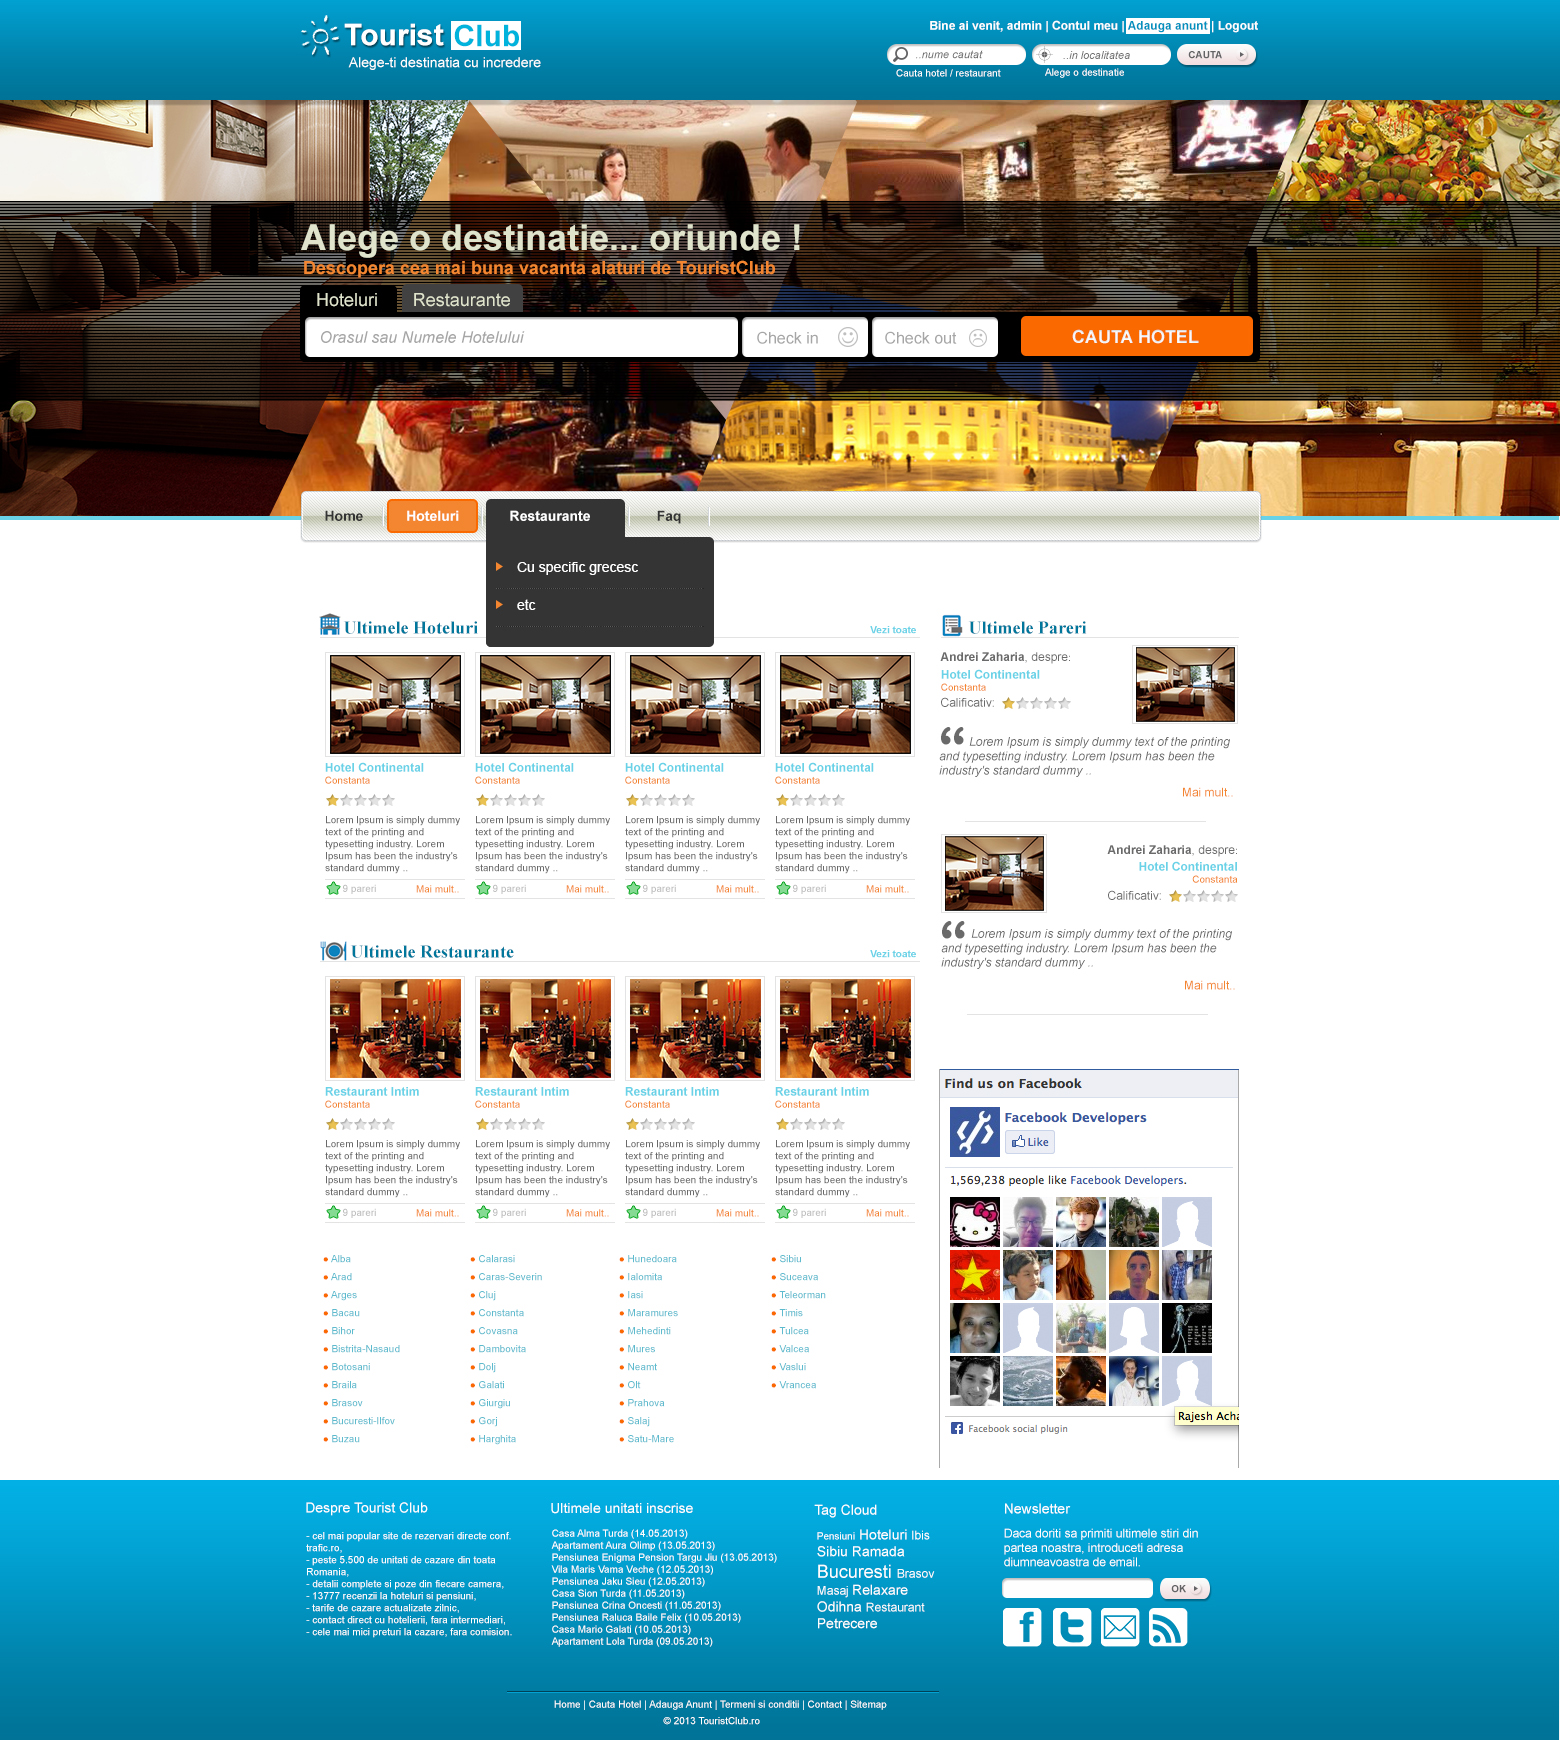 Tourist Club
Alege-ti destinatia cu incredere
Bine ai venit, admin | Contul meu | Adauga anunt | Logout
..nume cautat
..in localitatea
CAUTA
Cauta hotel / restaurant
Alege o destinatie
Alege o destinatie... oriunde !
Descopera cea mai buna vacanta alaturi de TouristClub
Hoteluri
Restaurante
Orasul sau Numele Hotelului
Check in
Check out
CAUTA HOTEL
Home
Hoteluri
Restaurante
Faq
Cu specific grecesc
etc
Ultimele Hoteluri
Vezi toate
Hotel Continental
Constanta
Lorem Ipsum is simply dummy
text of the printing and
typesetting industry. Lorem
Ipsum has been the industry's
standard dummy ..
9 pareri
Mai mult..
Hotel Continental
Constanta
Lorem Ipsum is simply dummy
text of the printing and
typesetting industry. Lorem
Ipsum has been the industry's
standard dummy ..
9 pareri
Mai mult..
Hotel Continental
Constanta
Lorem Ipsum is simply dummy
text of the printing and
typesetting industry. Lorem
Ipsum has been the industry's
standard dummy ..
9 pareri
Mai mult..
Hotel Continental
Constanta
Lorem Ipsum is simply dummy
text of the printing and
typesetting industry. Lorem
Ipsum has been the industry's
standard dummy ..
9 pareri
Mai mult..
Ultimele Restaurante
Vezi toate
Restaurant Intim
Constanta
Lorem Ipsum is simply dummy
text of the printing and
typesetting industry. Lorem
Ipsum has been the industry's
standard dummy ..
9 pareri
Mai mult..
Restaurant Intim
Constanta
Lorem Ipsum is simply dummy
text of the printing and
typesetting industry. Lorem
Ipsum has been the industry's
standard dummy ..
9 pareri
Mai mult..
Restaurant Intim
Constanta
Lorem Ipsum is simply dummy
text of the printing and
typesetting industry. Lorem
Ipsum has been the industry's
standard dummy ..
9 pareri
Mai mult..
Restaurant Intim
Constanta
Lorem Ipsum is simply dummy
text of the printing and
typesetting industry. Lorem
Ipsum has been the industry's
standard dummy ..
9 pareri
Mai mult..
Alba
Arad
Arges
Bacau
Bihor
Bistrita-Nasaud
Botosani
Braila
Brasov
Bucuresti-Ilfov
Buzau
Calarasi
Caras-Severin
Cluj
Constanta
Covasna
Dambovita
Dolj
Galati
Giurgiu
Gorj
Harghita
Hunedoara
Ialomita
Iasi
Maramures
Mehedinti
Mures
Neamt
Olt
Prahova
Salaj
Satu-Mare
Sibiu
Suceava
Teleorman
Timis
Tulcea
Valcea
Vaslui
Vrancea
Ultimele Pareri
Andrei Zaharia, despre:
Hotel Continental
Constanta
Calificativ:
Lorem Ipsum is simply dummy text of the printing
and typesetting industry. Lorem Ipsum has been the
industry's standard dummy ..
Mai mult..
Andrei Zaharia, despre:
Hotel Continental
Constanta
Calificativ:
Lorem Ipsum is simply dummy text of the printing
and typesetting industry. Lorem Ipsum has been the
industry's standard dummy ..
Mai mult..
Find us on Facebook
Facebook Developers
Like
1,569,238 people like Facebook Developers.
Rajesh Acha
Facebook social plugin
Despre Tourist Club
- cel mai popular site de rezervari directe conf.
trafic.ro,
- peste 5.500 de unitati de cazare din toata
Romania,
- detalii complete si poze din fiecare camera,
- 13777 recenzii la hoteluri si pensiuni,
- tarife de cazare actualizate zilnic,
- contact direct cu hotelierii, fara intermediari,
- cele mai mici preturi la cazare, fara comision.
Ultimele unitati inscrise
Casa Alma Turda (14.05.2013)
Apartament Aura Olimp (13.05.2013)
Pensiunea Enigma Pension Targu Jiu (13.05.2013)
Vila Maris Vama Veche (12.05.2013)
Pensiunea Jaku Sieu (12.05.2013)
Casa Sion Turda (11.05.2013)
Pensiunea Crina Oncesti (11.05.2013)
Pensiunea Raluca Baile Felix (10.05.2013)
Casa Mario Galati (10.05.2013)
Apartament Lola Turda (09.05.2013)
Tag Cloud
Pensiuni Hoteluri Ibis
Sibiu Ramada
Bucuresti Brasov
Masaj Relaxare
Odihna Restaurant
Petrecere
Newsletter
Daca doriti sa primiti ultimele stiri din
partea noastra, introduceti adresa
diumneavoastra de email.
OK
Home | Cauta Hotel | Adauga Anunt | Termeni si conditii | Contact | Sitemap
© 2013 TouristClub.ro